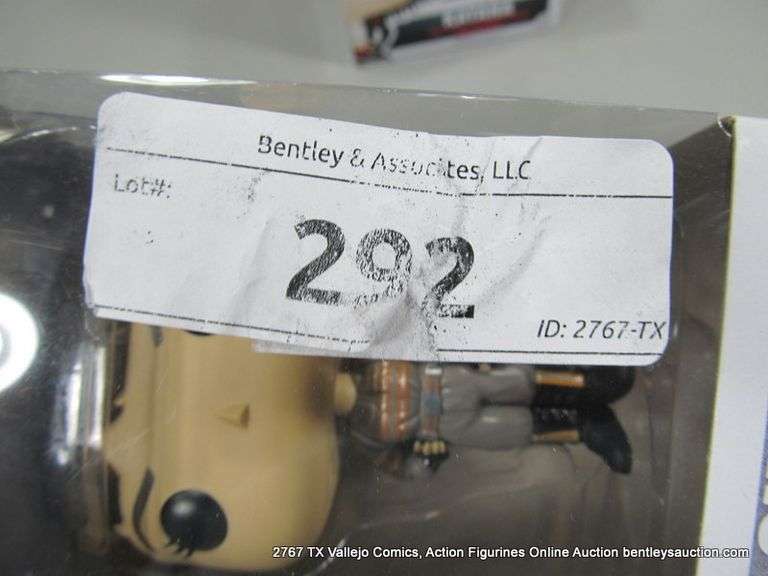 Bentley & Associates, LLC
Lot#:
292
ID: 2767-TX
2767 TX Vallejo Comics, Action Figurines Online Auction bentleysauction.com